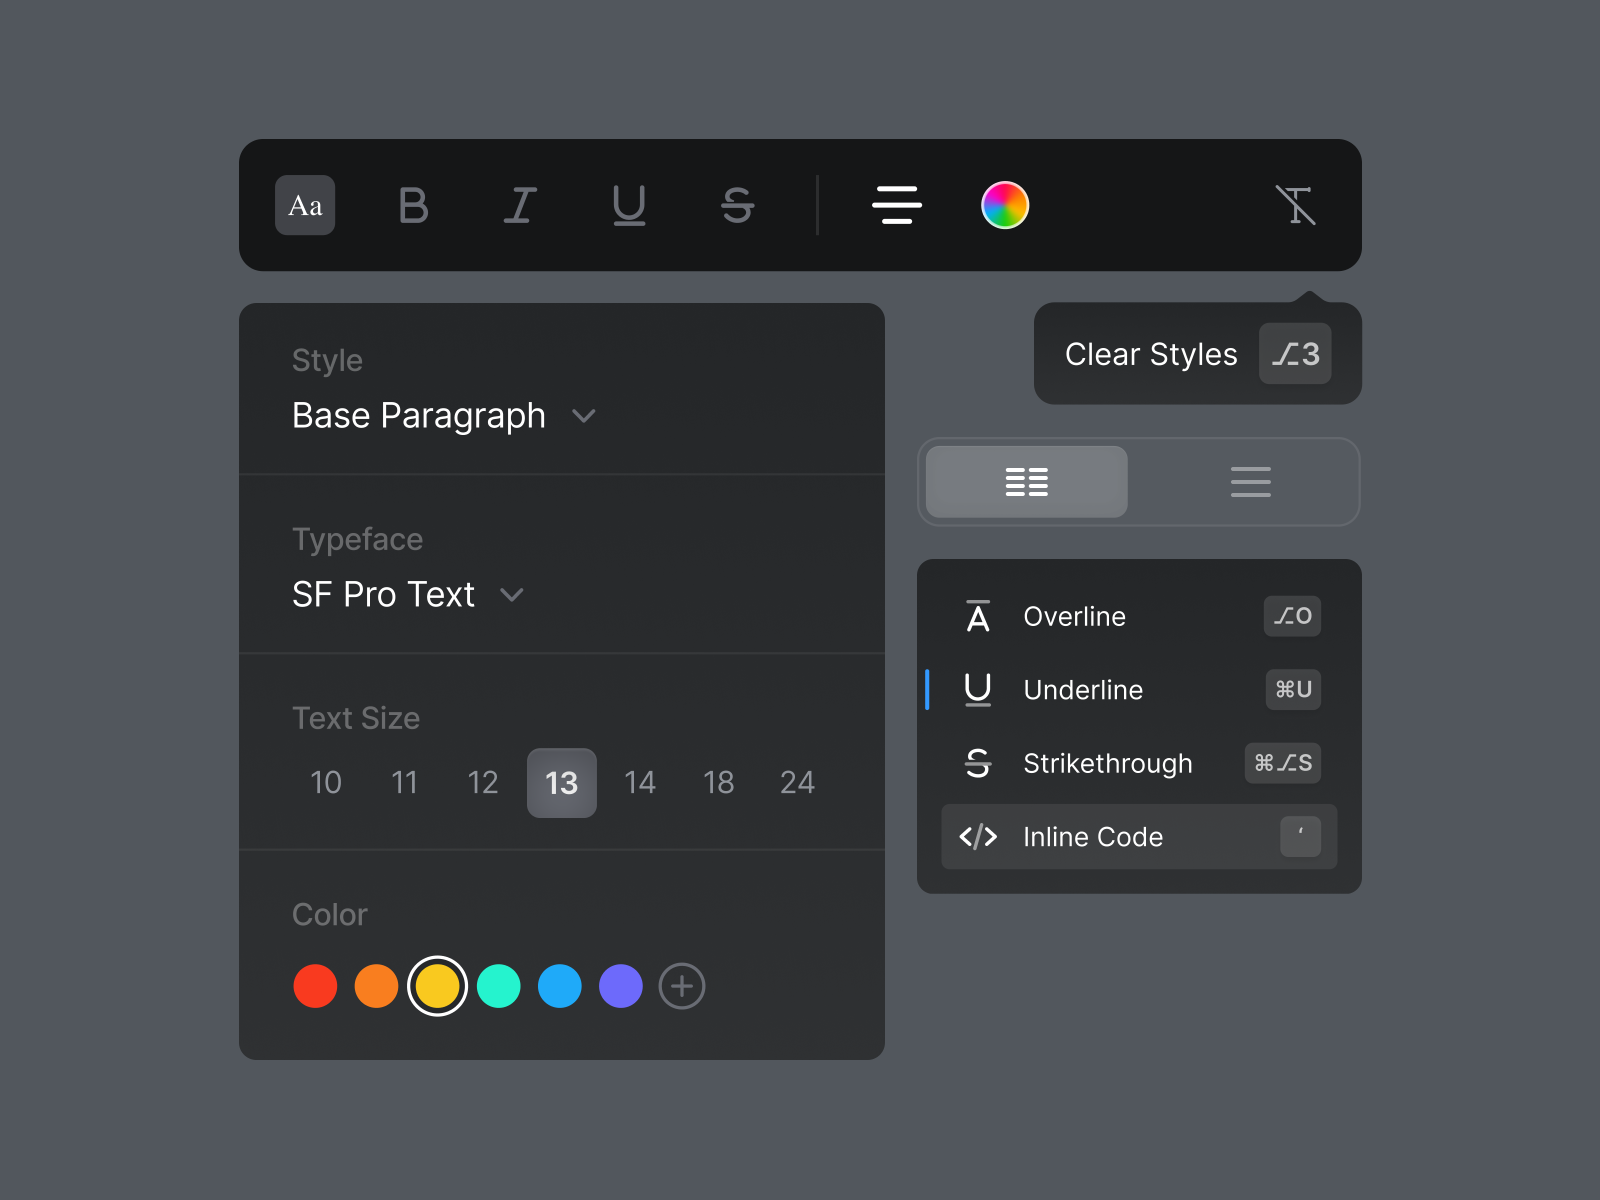 Aa B I U S T
Clear Styles ⌥3
Style
Base Paragraph
Typeface
SF Pro Text
Text Size
10 11 12 13 14 18 24
Color
A Overline ⌥O
U Underline ⌘U
S Strikethrough ⌘⌥S
</> Inline Code ‘